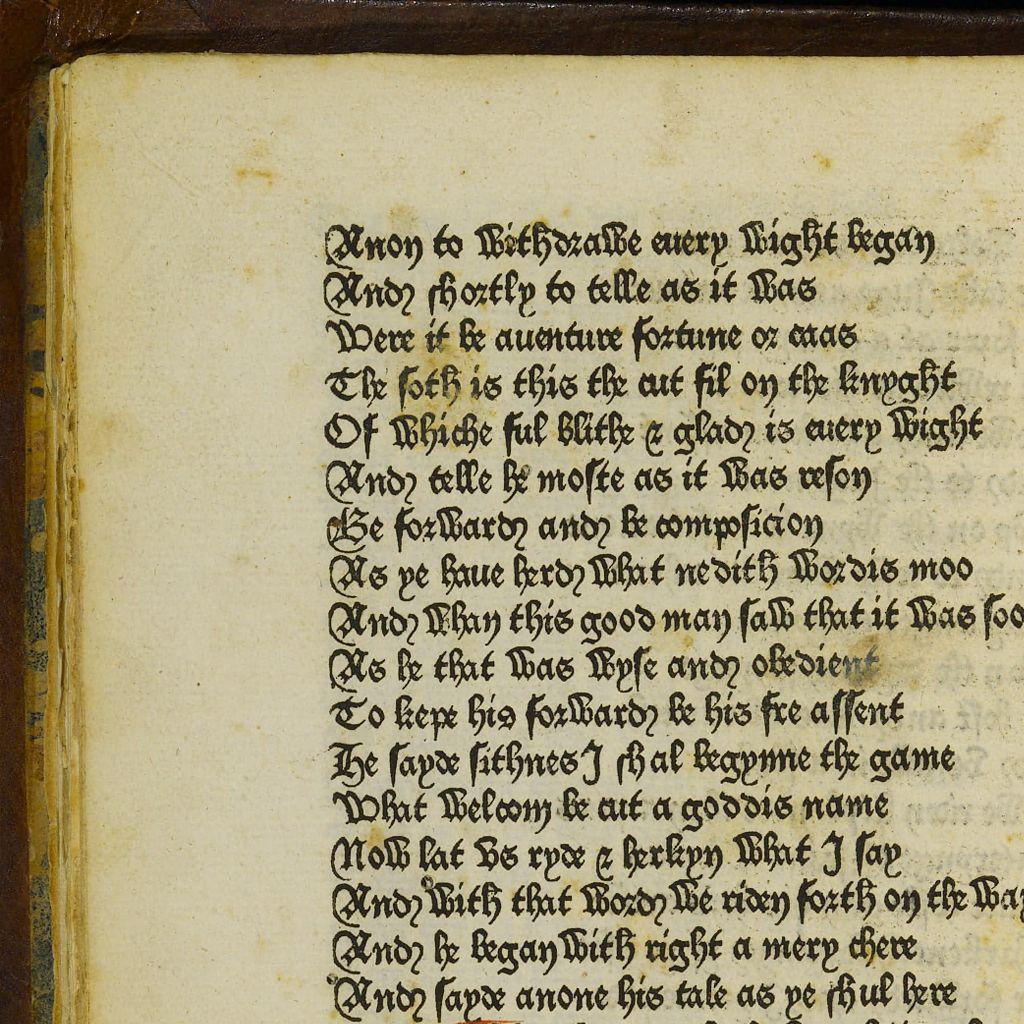 Anon to withdrawe euery wight began
And shortly to telle as it was
Were it be auenture fortune or caas
The soth is this the cut fil on the knyght
Of whiche ful blithe & glad is euery wight
And telle he moste as it was reson
Be forward and be composicion
As ye haue herd what nedith wordis moo
And whan this good man saw that it was soo
As he that was wyse and obedient
To kepe his forward be his fre assent
He sayde sithnes I shal begynne the game
What welcom be cut a goddis name
Now lat vs ryde & herkyn what I say
And with that word we riden forth on the way
And he began with right a mery chere
And sayde anone his tale as ye shul here